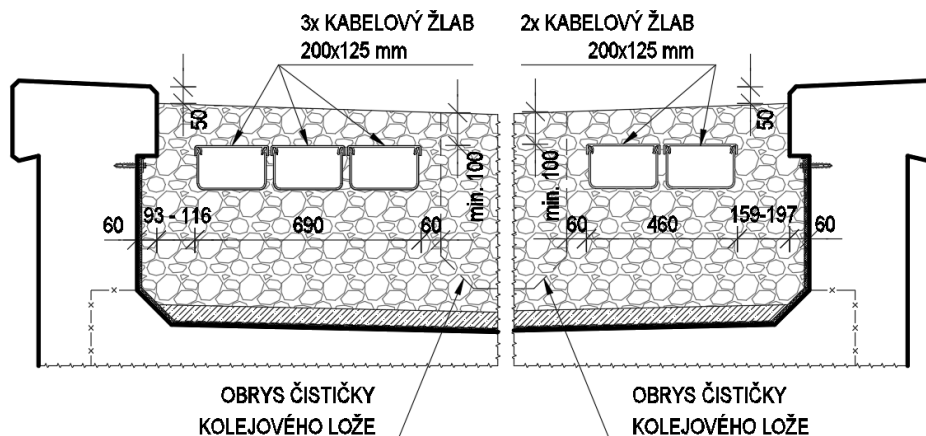 3x KABELOVÝ ŽLAB
200x125 mm
2x KABELOVÝ ŽLAB
200x125 mm
50
50
min. 100
min. 100
60
93 - 116
690
60
60
460
159-197
60
OBRYS ČISTIČKY
KOLEJOVÉHO LOŽE
OBRYS ČISTIČKY
KOLEJOVÉHO LOŽE